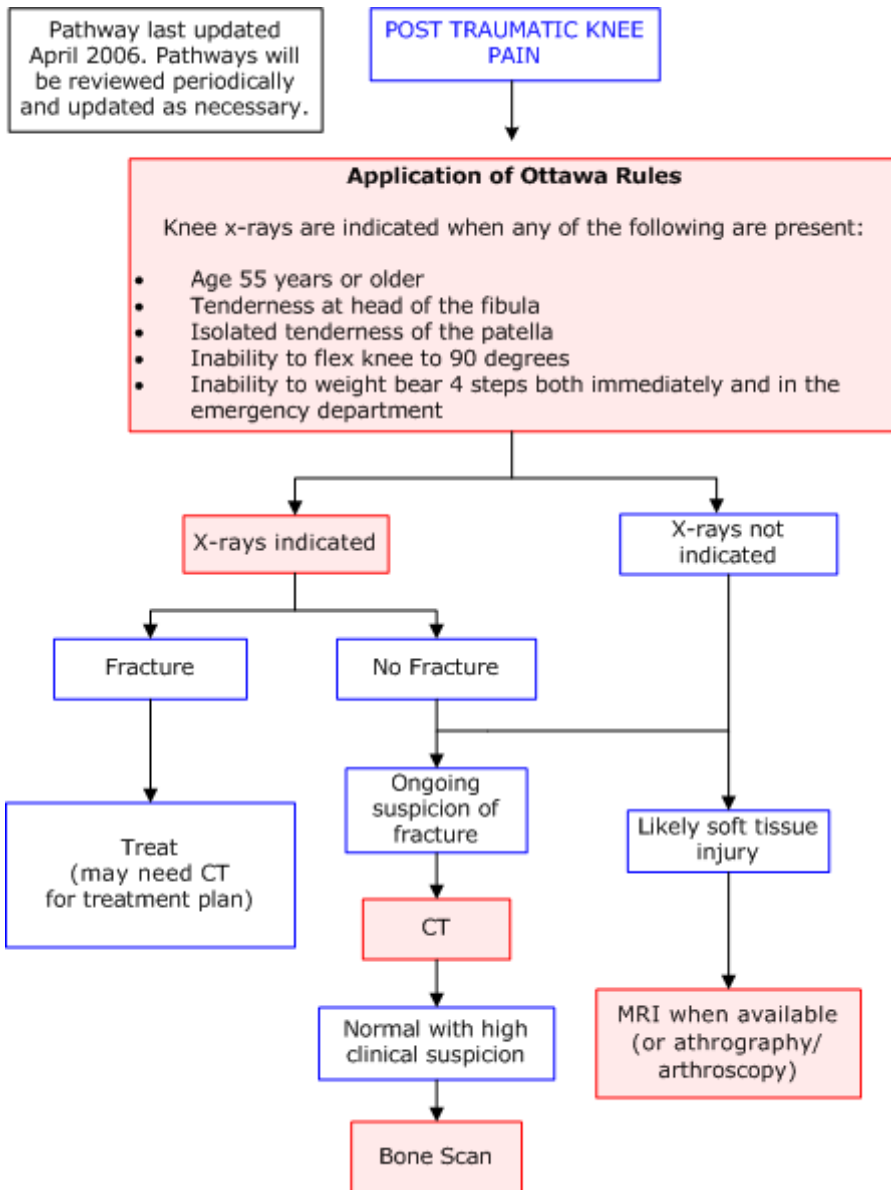 Pathway last updated
April 2006. Pathways will
be reviewed periodically
and updated as necessary.
POST TRAUMATIC KNEE
PAIN
Application of Ottawa Rules
Knee x-rays are indicated when any of the following are present:
• Age 55 years or older
• Tenderness at head of the fibula
• Isolated tenderness of the patella
• Inability to flex knee to 90 degrees
• Inability to weight bear 4 steps both immediately and in the
emergency department
X-rays indicated
X-rays not
indicated
Fracture
No Fracture
Treat
(may need CT
for treatment plan)
Ongoing
suspicion of
fracture
Likely soft tissue
injury
CT
Normal with high
clinical suspicion
MRI when available
(or athrography/
arthroscopy)
Bone Scan